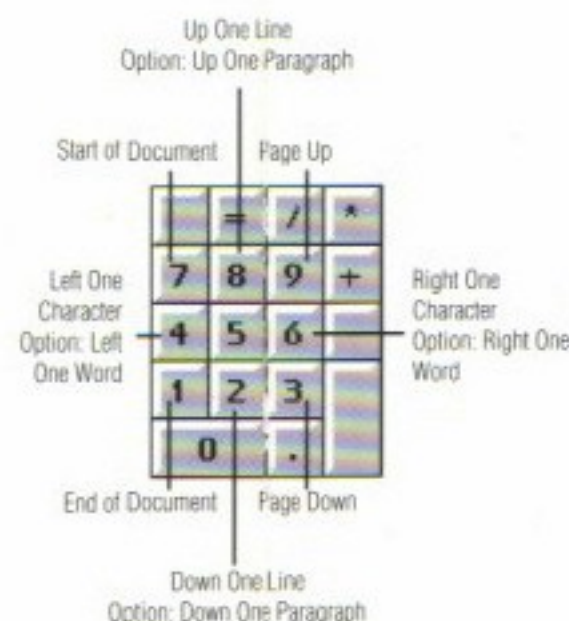 Up One Line
Option: Up One Paragraph
Start of Document
Page Up
= / *
7 8 9 +
Left One
Character
Option: Left
One Word
4 5 6
Right One
Character
Option: Right One
Word
1 2 3
0 .
End of Document
Page Down
Down One Line
Option: Down One Paragraph